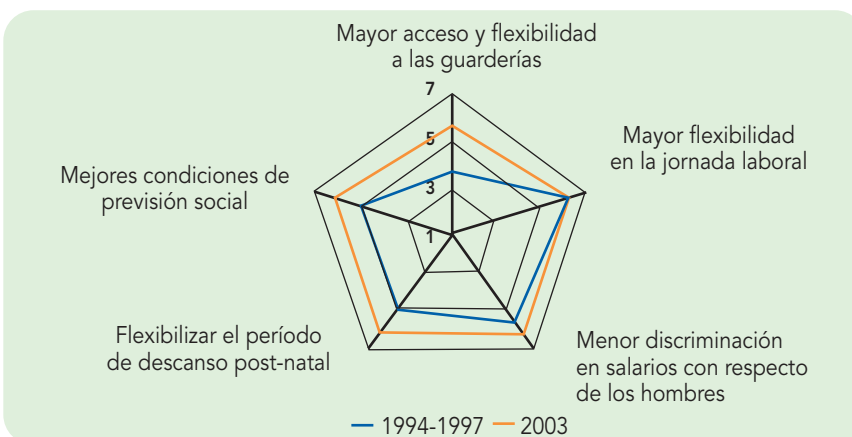 Mayor acceso y flexibilidad
a las guarderías
7
5
3
1
Mayor flexibilidad
en la jornada laboral
Mejores condiciones de
previsión social
Flexibilizar el período
de descanso post-natal
Menor discriminación
en salarios con respecto
de los hombres
1994-1997
2003